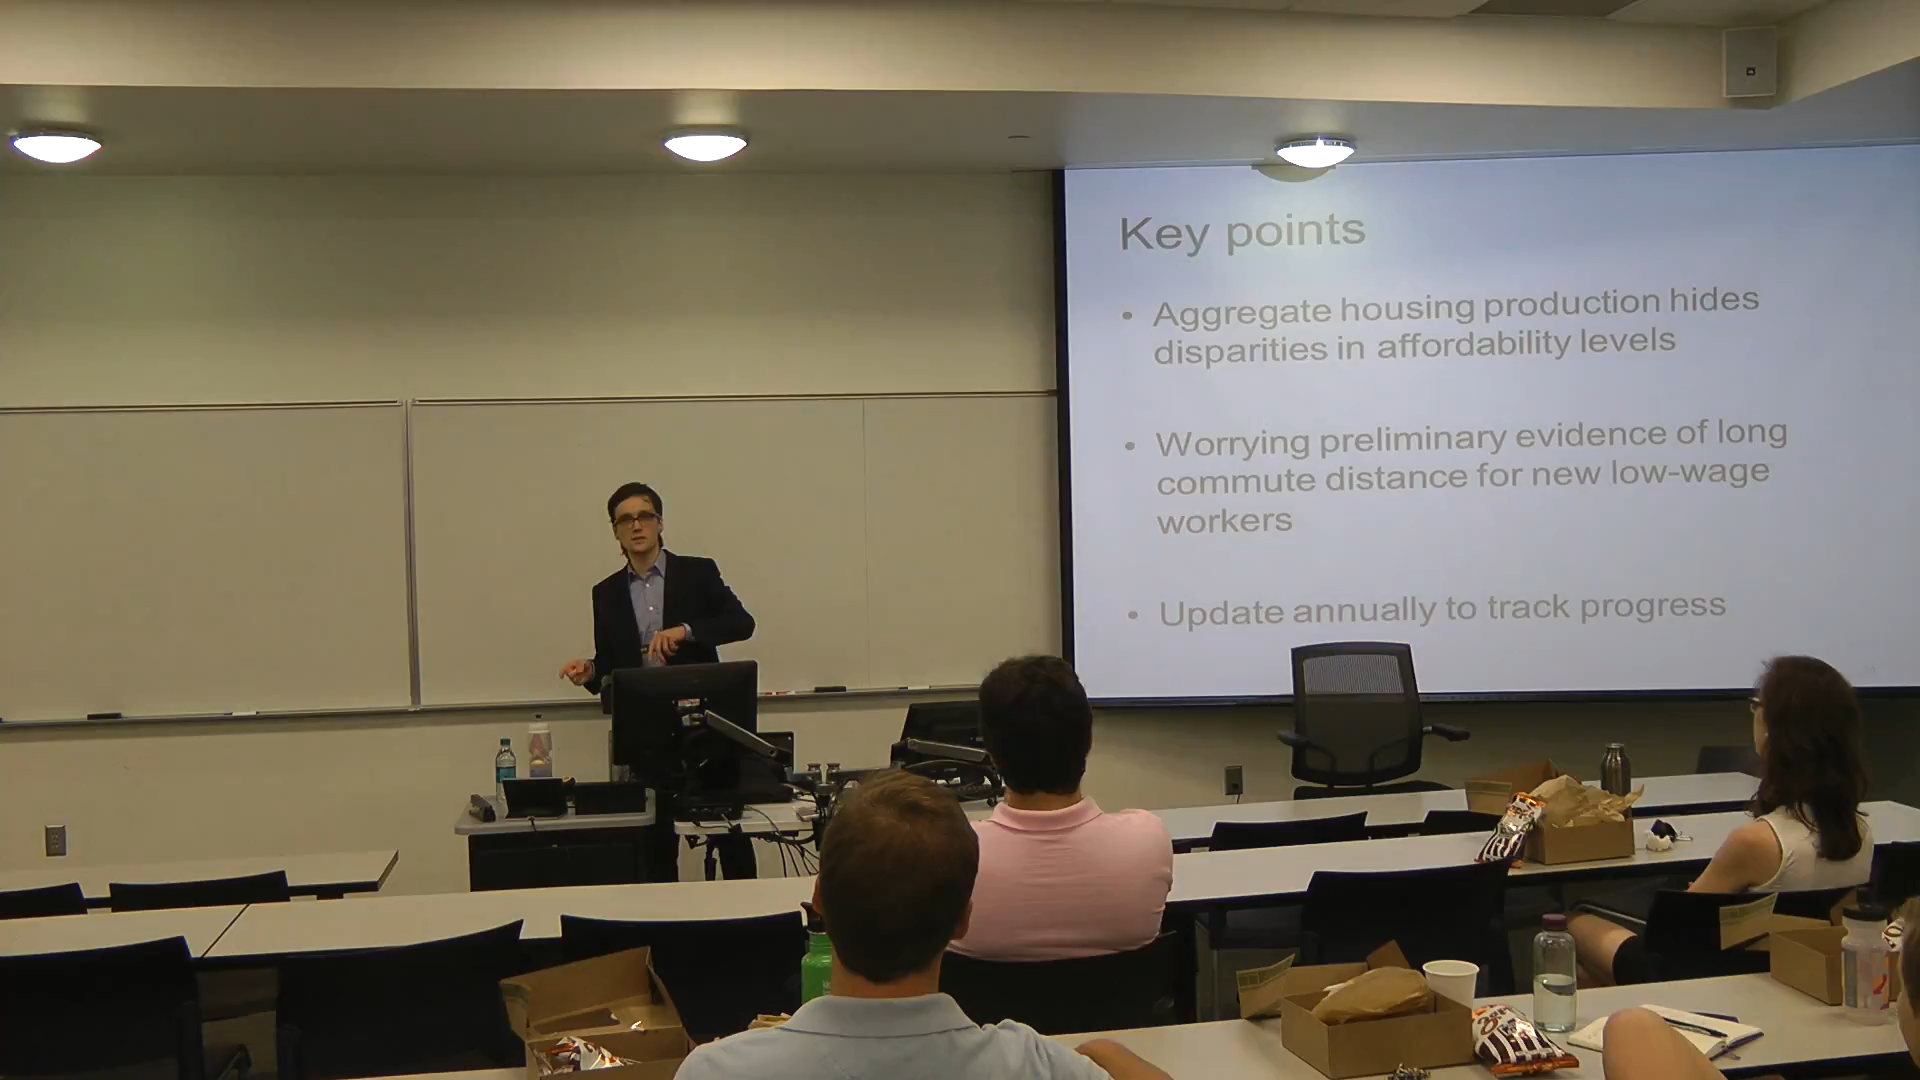 Key points
• Aggregate housing production hides
disparities in affordability levels
• Worrying preliminary evidence of long
commute distance for new low-wage
workers
• Update annually to track progress